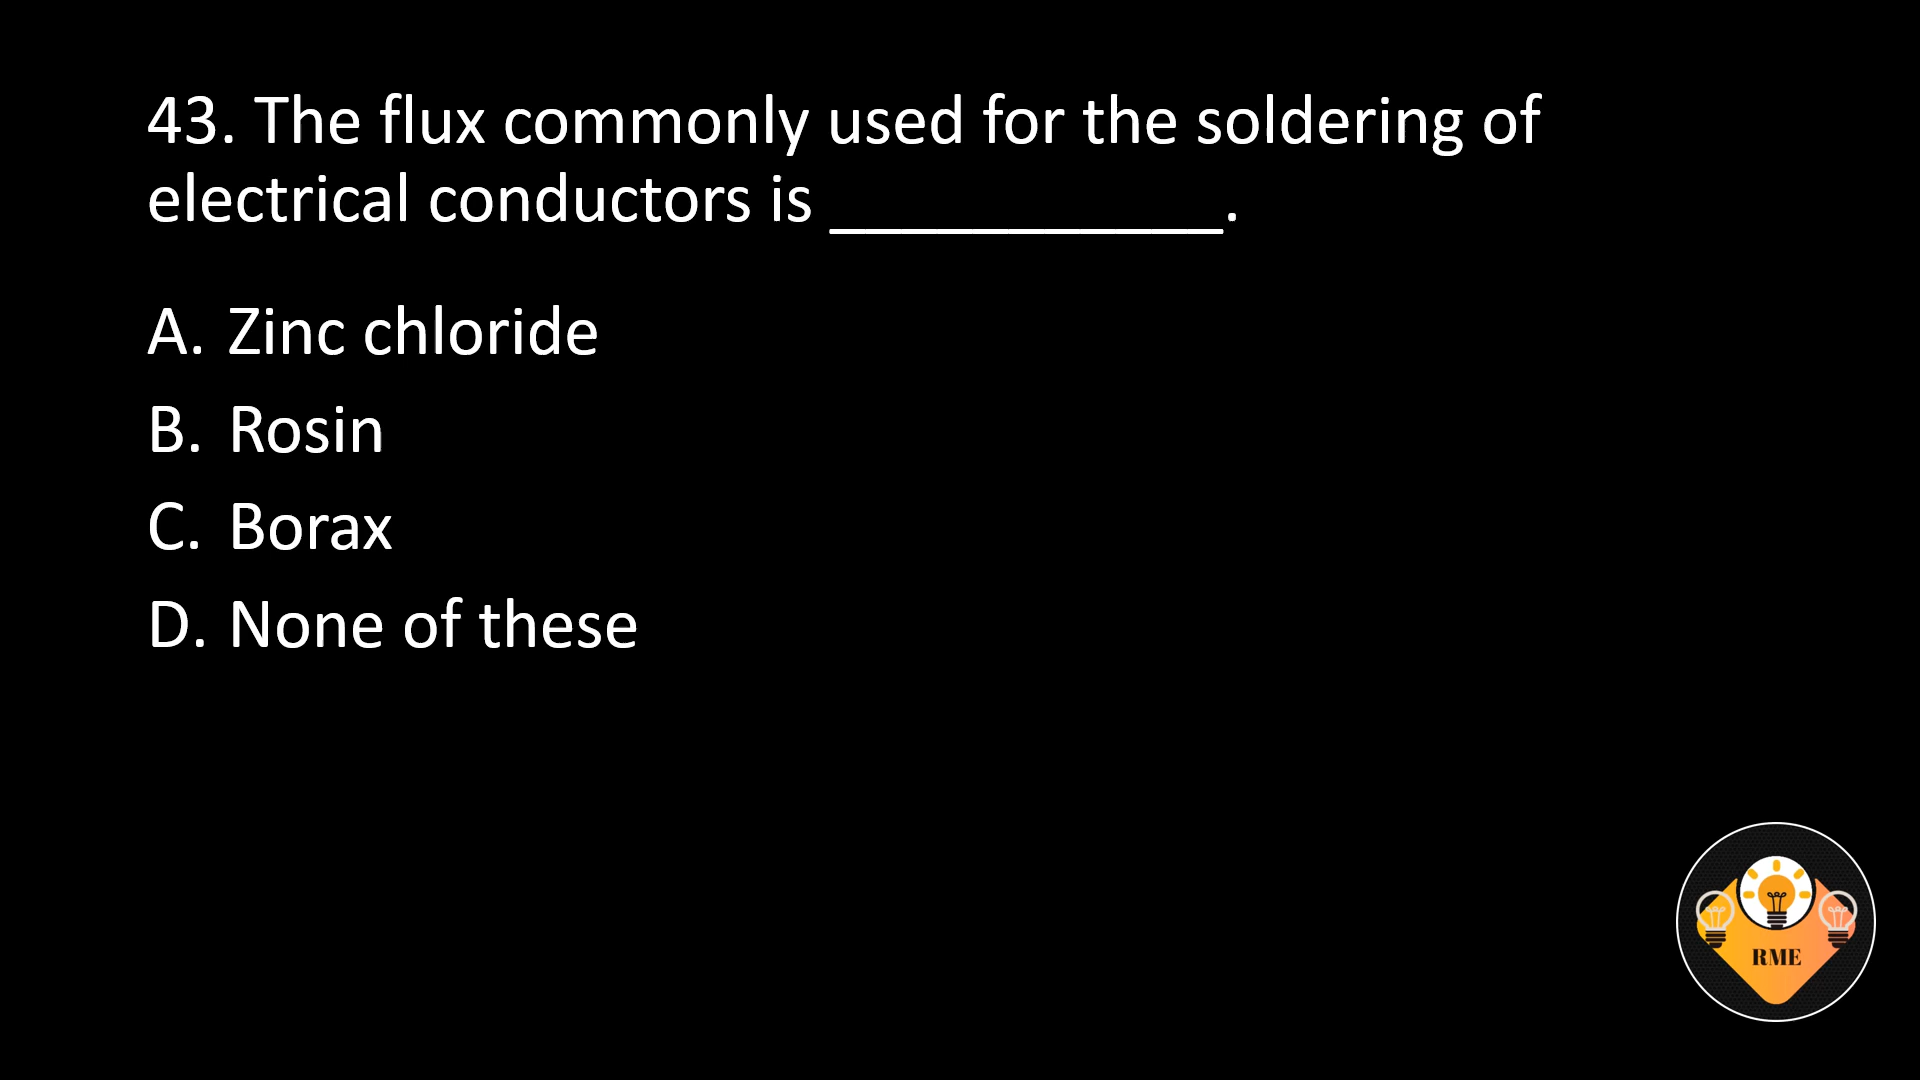 43. The flux commonly used for the soldering of
electrical conductors is ____________.
A. Zinc chloride
B. Rosin
C. Borax
D. None of these
RME